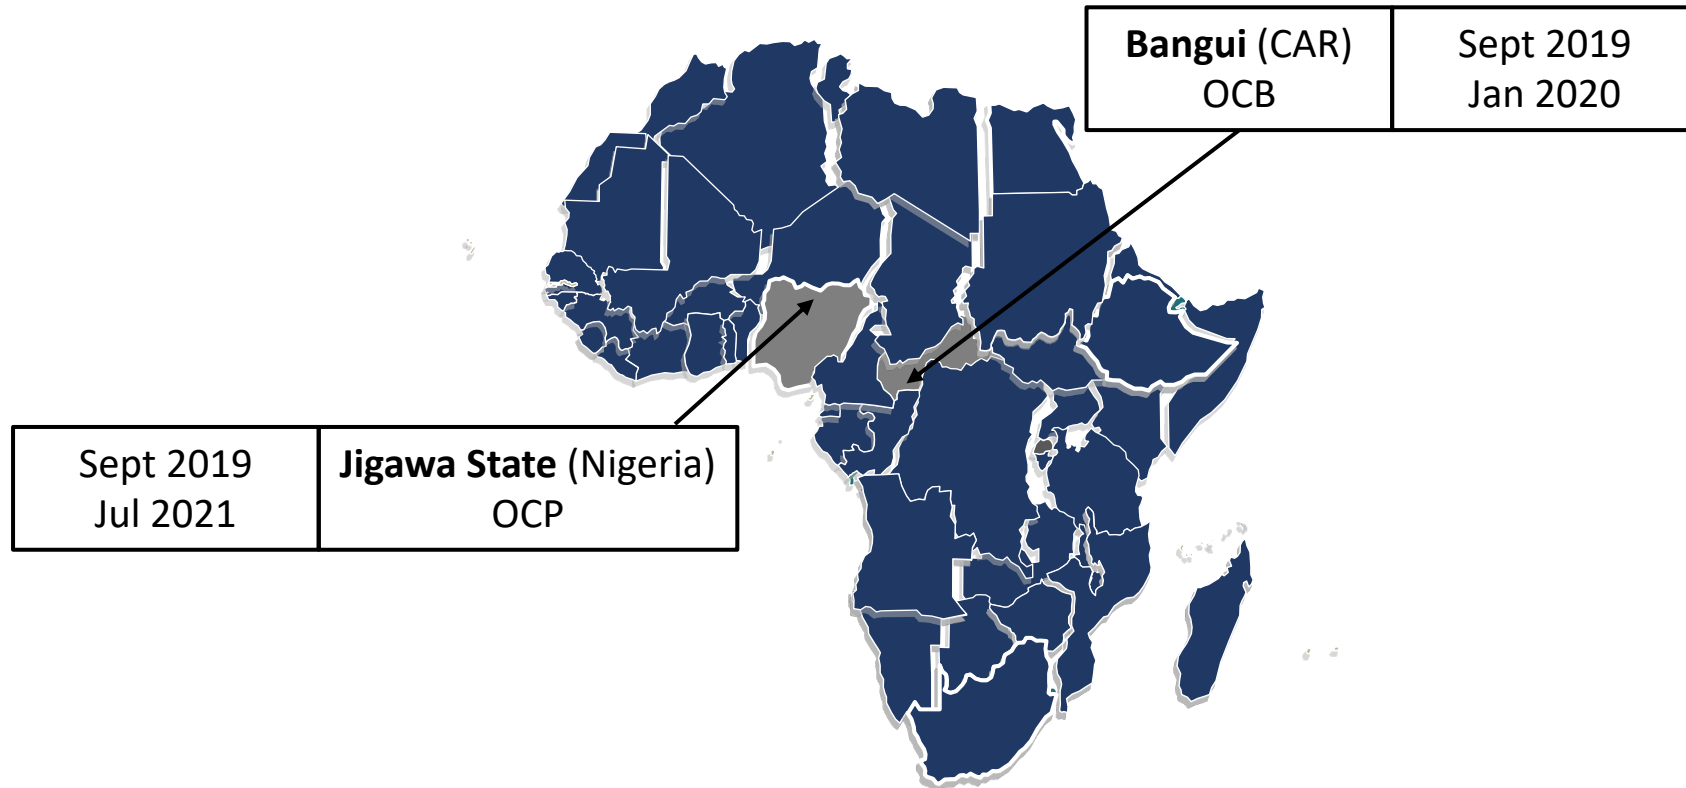 Bangui (CAR)
OCB
Sept 2019
Jan 2020
Sept 2019
Jul 2021
Jigawa State (Nigeria)
OCP